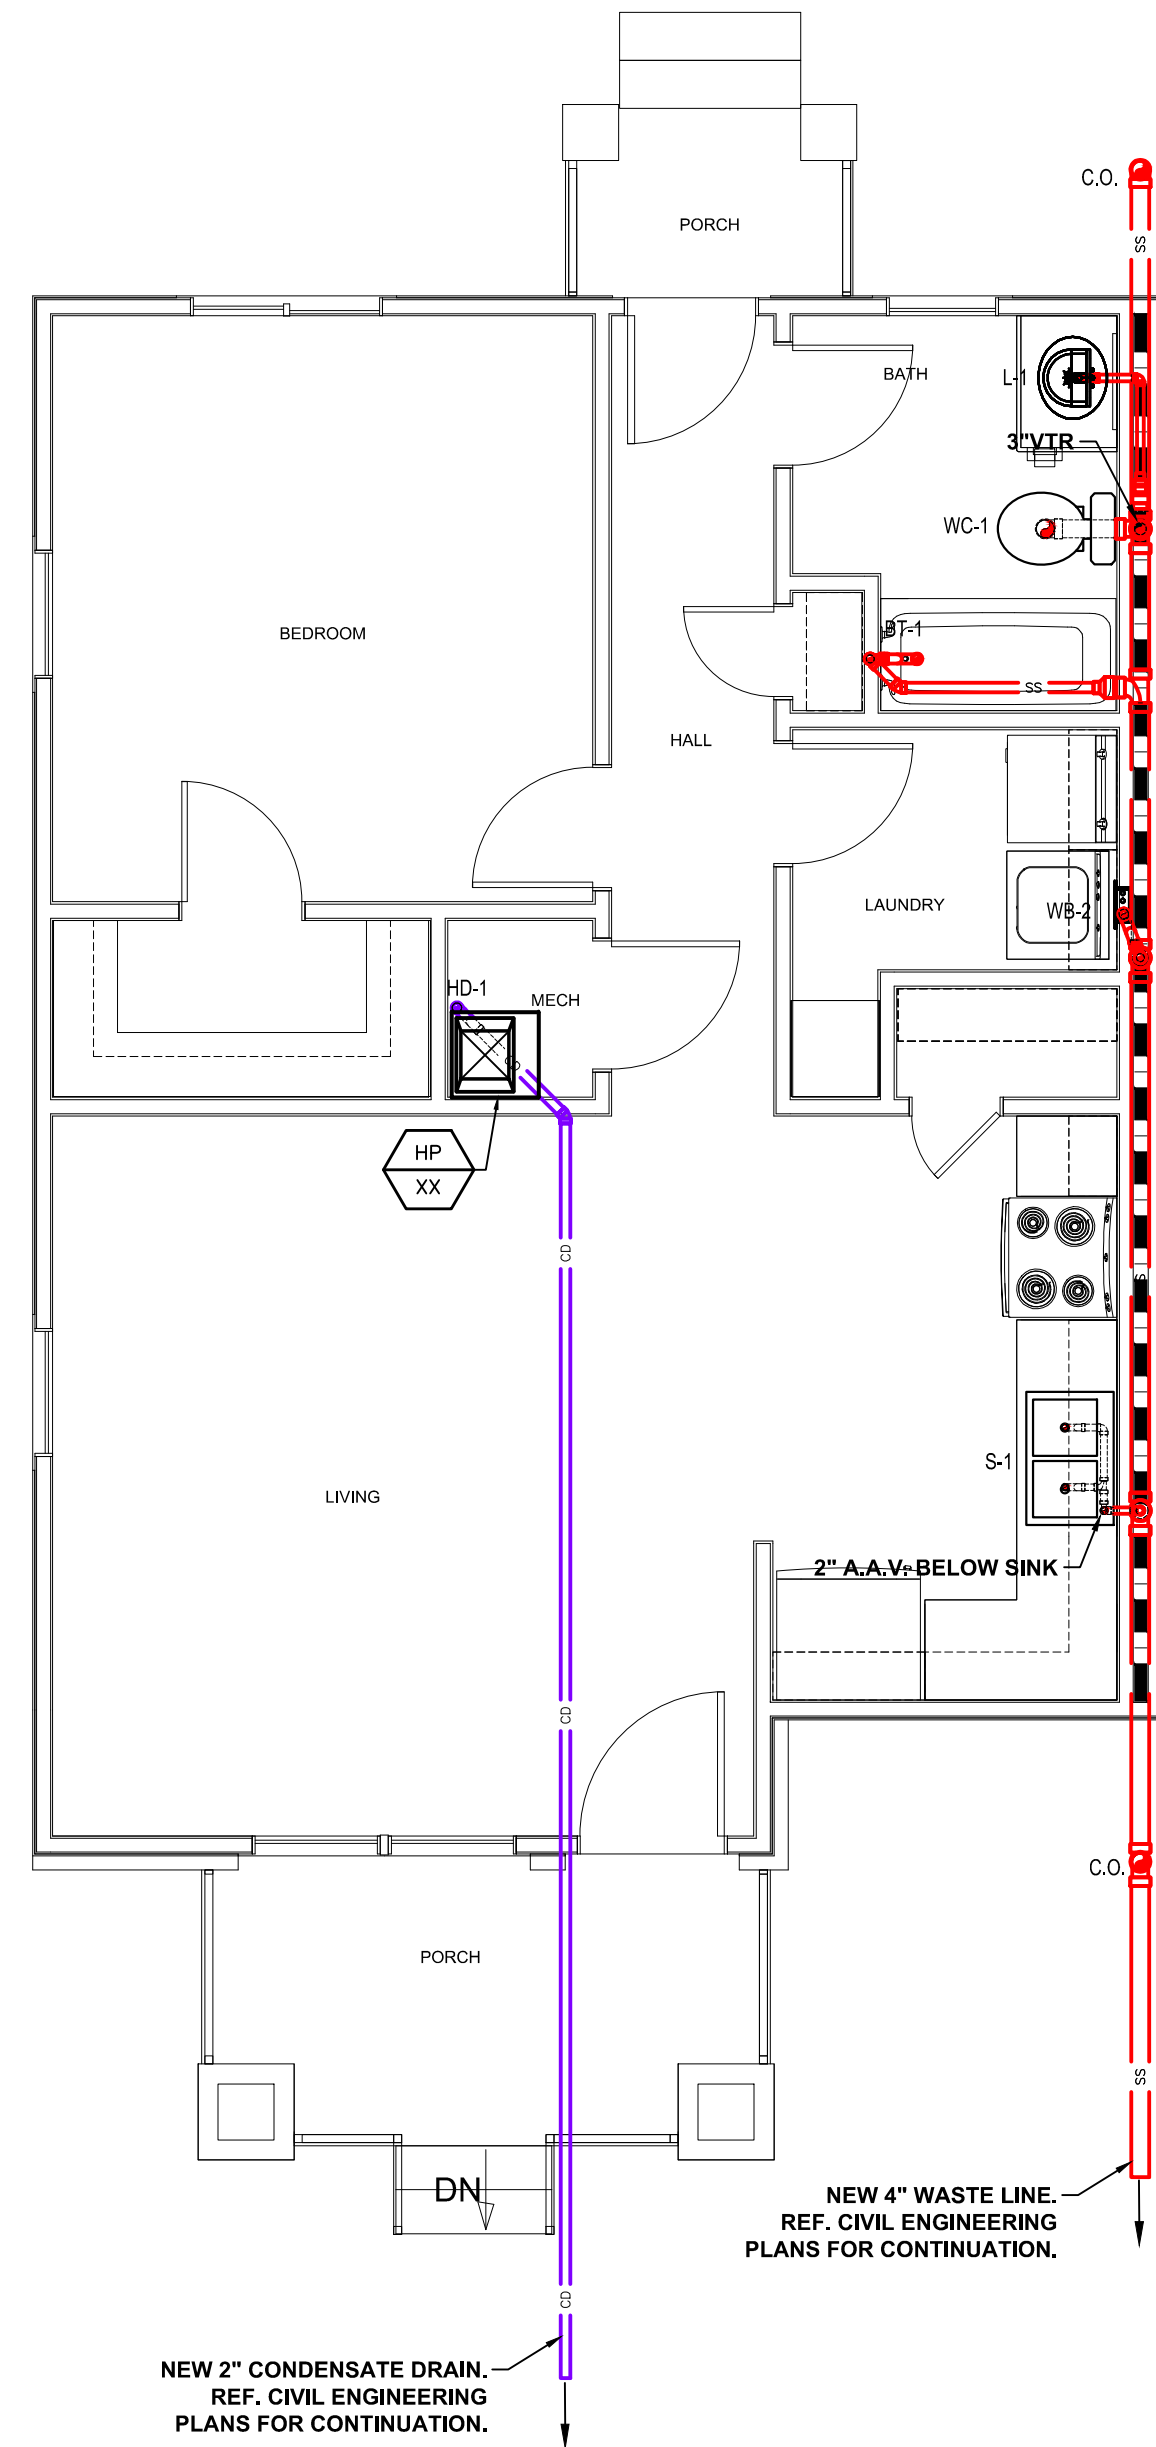 C.O.
PORCH
SS
BATH
L-1
3"VTR
WC-1
BEDROOM
BT-1
SS
HALL
LAUNDRY
WB-2
HD-1
MECH
CD
HP
XX
CD
S-1
LIVING
2" A.A.V. BELOW SINK
CD
C.O.
PORCH
SS
DN
NEW 4" WASTE LINE.
REF. CIVIL ENGINEERING
PLANS FOR CONTINUATION.
CD
NEW 2" CONDENSATE DRAIN.
REF. CIVIL ENGINEERING
PLANS FOR CONTINUATION.